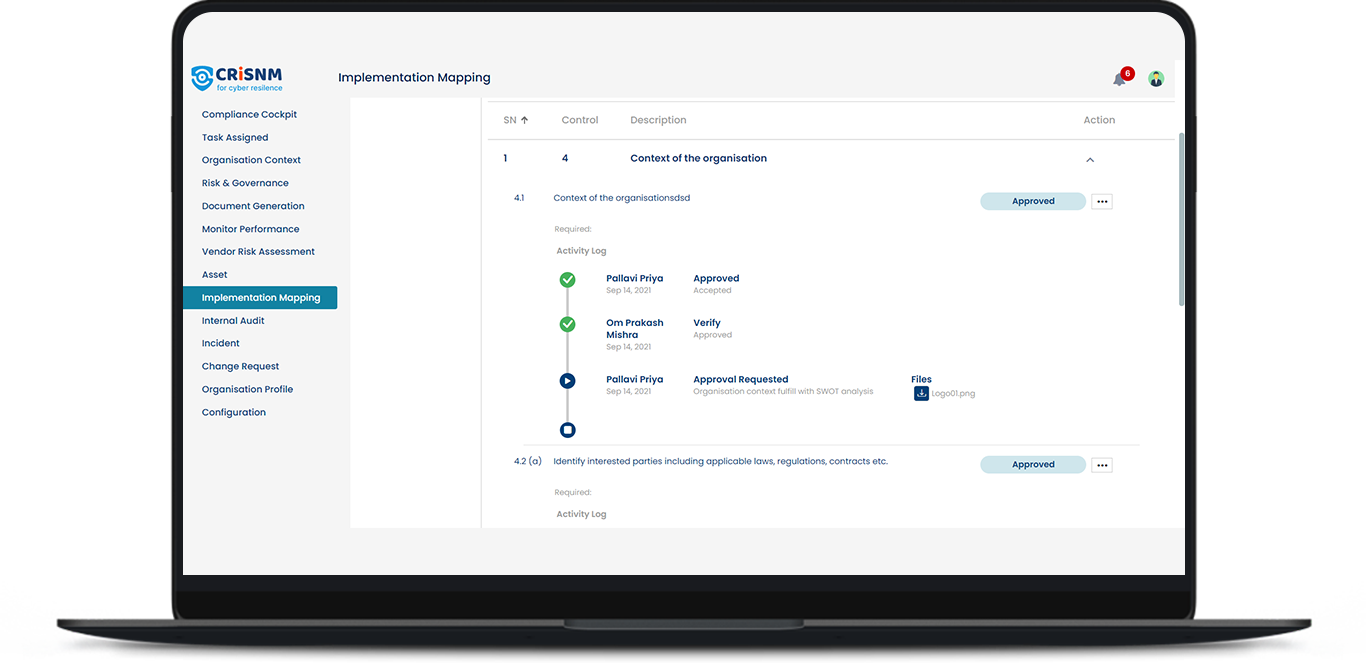 CRiSNM
for cyber resilence
Implementation Mapping
6
Compliance Cockpit
Task Assigned
Organisation Context
Risk & Governance
Document Generation
Monitor Performance
Vendor Risk Assessment
Asset
Implementation Mapping
Internal Audit
Incident
Change Request
Organisation Profile
Configuration
SN Control Description Action
1 4 Context of the organisation
4.1 Context of the organisationsdsd Approved
Required:
Activity Log
Pallavi Priya Approved
Sep 14, 2021 Accepted
Om Prakash Verify
Mishra Approved
Sep 14, 2021
Pallavi Priya Approval Requested Files
Sep 14, 2021 Organisation context fulfill with SWOT analysis Logo01.png
4.2 (a) Identify interested parties including applicable laws, regulations, contracts etc. Approved
Required:
Activity Log